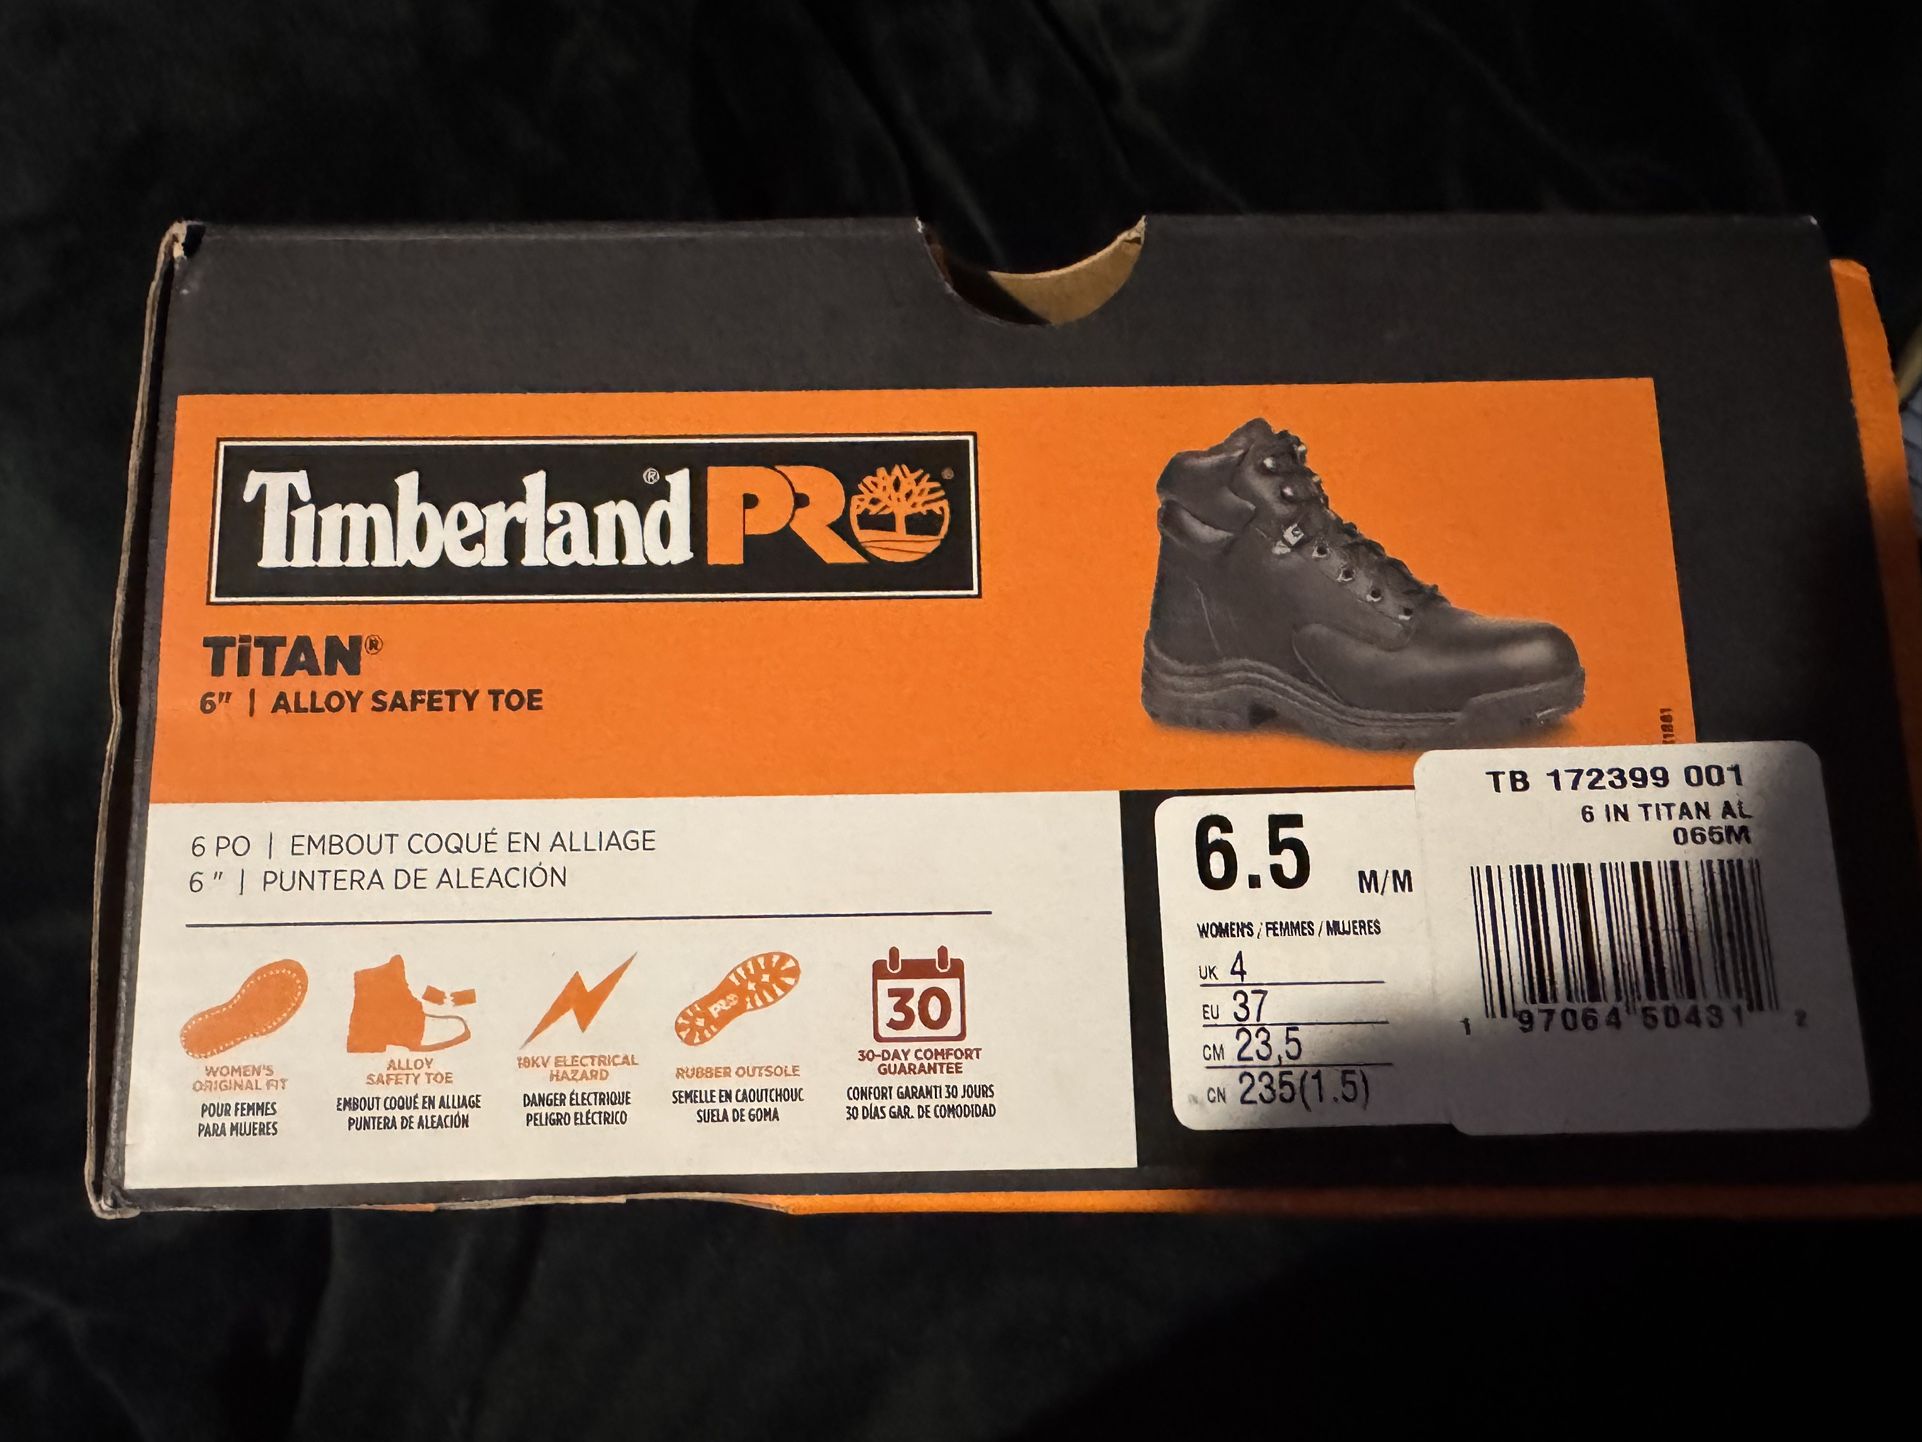 Timberland® PRO®
TiTAN®
6" | ALLOY SAFETY TOE
6 PO | EMBOUT COQUÉ EN ALLIAGE
6 " | PUNTERA DE ALEACIÓN
WOMEN'S
ORIGINAL FIT
POUR FEMMES
PARA MUJERES
ALLOY
SAFETY TOE
EMBOUT COQUÉ EN ALLIAGE
PUNTERA DE ALEACIÓN
18KV ELECTRICAL
HAZARD
DANGER ÉLECTRIQUE
PELIGRO ELÉCTRICO
PRO
RUBBER OUTSOLE
SEMELLE EN CAOUTCHOUC
SUELA DE GOMA
30
30-DAY COMFORT
GUARANTEE
CONFORT GARANTI 30 JOURS
30 DÍAS GAR. DE COMODIDAD
6.5 M/M
WOMEN'S / FEMMES / MUJERES
UK 4
EU 37
CM 23,5
CN 235(1.5)
TB 172399 001
6 IN TITAN AL
065M
1 97064 50431 2